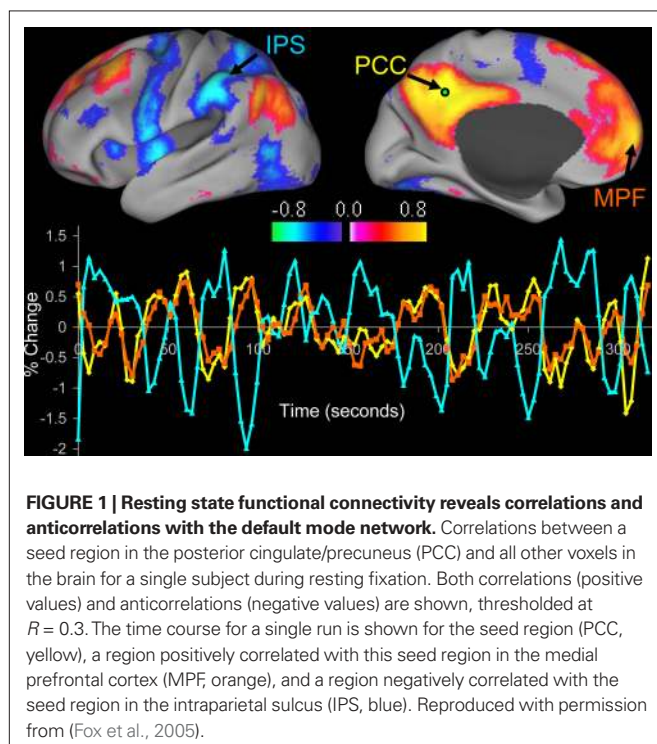 IPS
PCC
MPF
-0.8 0.0 0.8
1.5
1
0.5
0
-0.5
-1
-1.5
-2
% Change
0 50 100 150 200 250 300
Time (seconds)
FIGURE 1 | Resting state functional connectivity reveals correlations and
anticorrelations with the default mode network. Correlations between a
seed region in the posterior cingulate/precuneus (PCC) and all other voxels in
the brain for a single subject during resting fixation. Both correlations (positive
values) and anticorrelations (negative values) are shown, thresholded at
R = 0.3. The time course for a single run is shown for the seed region (PCC,
yellow), a region positively correlated with this seed region in the medial
prefrontal cortex (MPF, orange), and a region negatively correlated with the
seed region in the intraparietal sulcus (IPS, blue). Reproduced with permission
from (Fox et al., 2005).